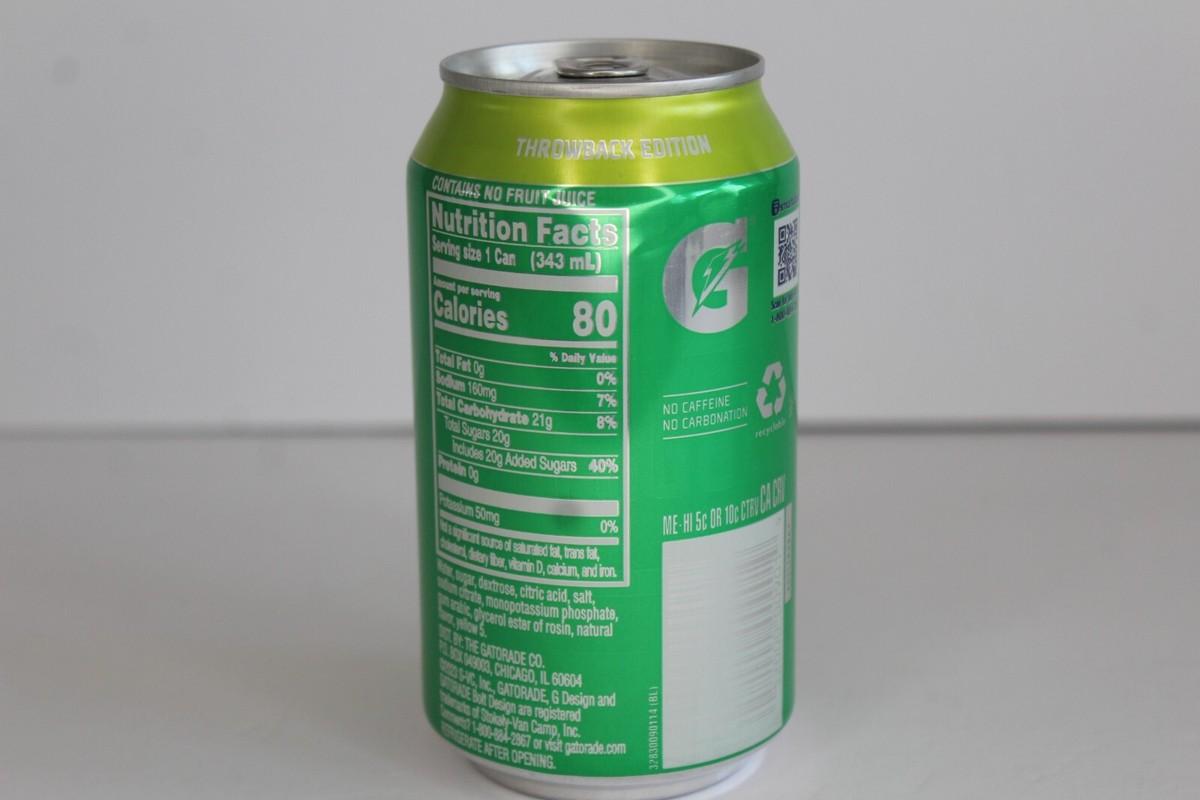 THROWBACK EDITION
CONTAINS NO FRUIT JUICE
Nutrition Facts
Serving size 1 Can (343 mL)
Amount per serving
Calories 80
% Daily Value
Total Fat 0g 0%
Sodium 160mg 7%
Total Carbohydrate 21g 8%
Total Sugars 20g
Includes 20g Added Sugars 40%
Protein 0g
Potassium 50mg 0%
Not a significant source of saturated fat, trans fat,
cholesterol, dietary fiber, vitamin D, calcium, and iron.
Water, sugar, dextrose, citric acid, salt,
sodium citrate, monopotassium phosphate,
gum arabic, glycerol ester of rosin, natural
flavor, yellow 5.
DIST. BY: THE GATORADE CO.
P.O. BOX 049003, CHICAGO, IL 60604
©2023 S-VC, Inc., GATORADE, G Design and
GATORADE Bolt Design are registered
trademarks of Stokely-Van Camp, Inc.
Comments? 1-800-884-2867 or visit gatorade.com
REFRIGERATE AFTER OPENING.
G
NO CAFFEINE
NO CARBONATION
recyclable
ME-HI 5c OR 10c CTRV CA CRV
32830090114 (BL)